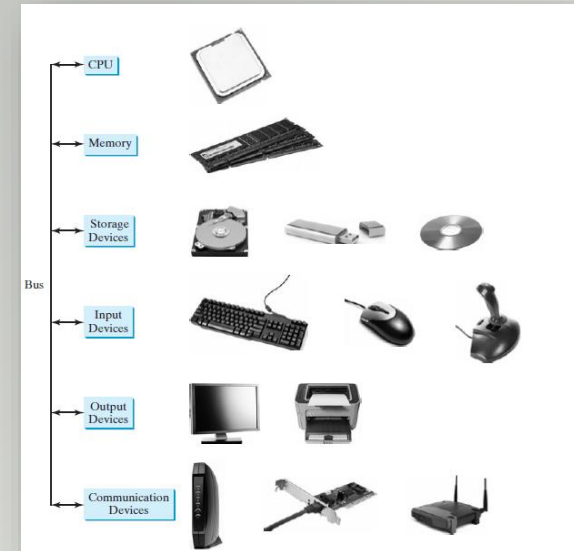 CPU
Memory
Storage
Devices
Bus
Input
Devices
Output
Devices
Communication
Devices